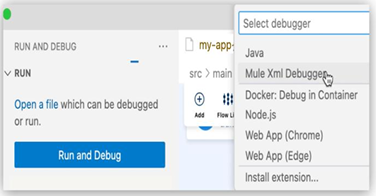 RUN AND DEBUG
RUN
Open a file which can be debugged
or run.
Run and Debug
my-app-
src > main
Add
Flow Li
Select debugger
Java
Mule Xml Debugger
Docker: Debug in Container
Node.js
Web App (Chrome)
Web App (Edge)
Install extension...